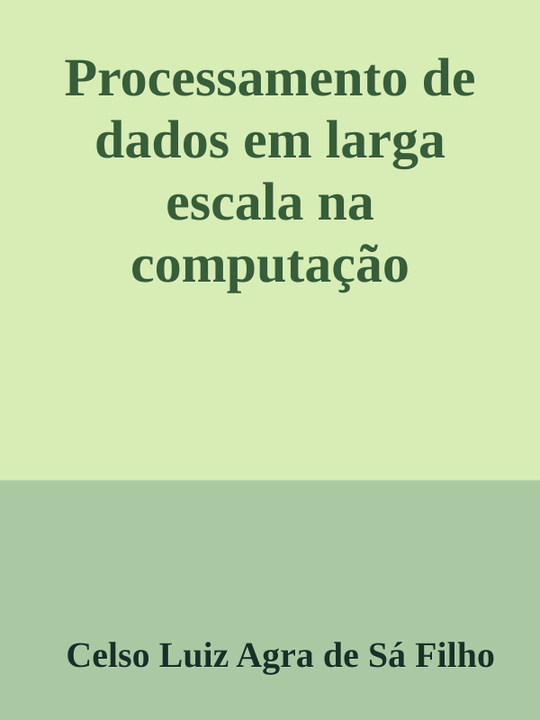 Processamento de
dados em larga
escala na
computação
Celso Luiz Agra de Sá Filho